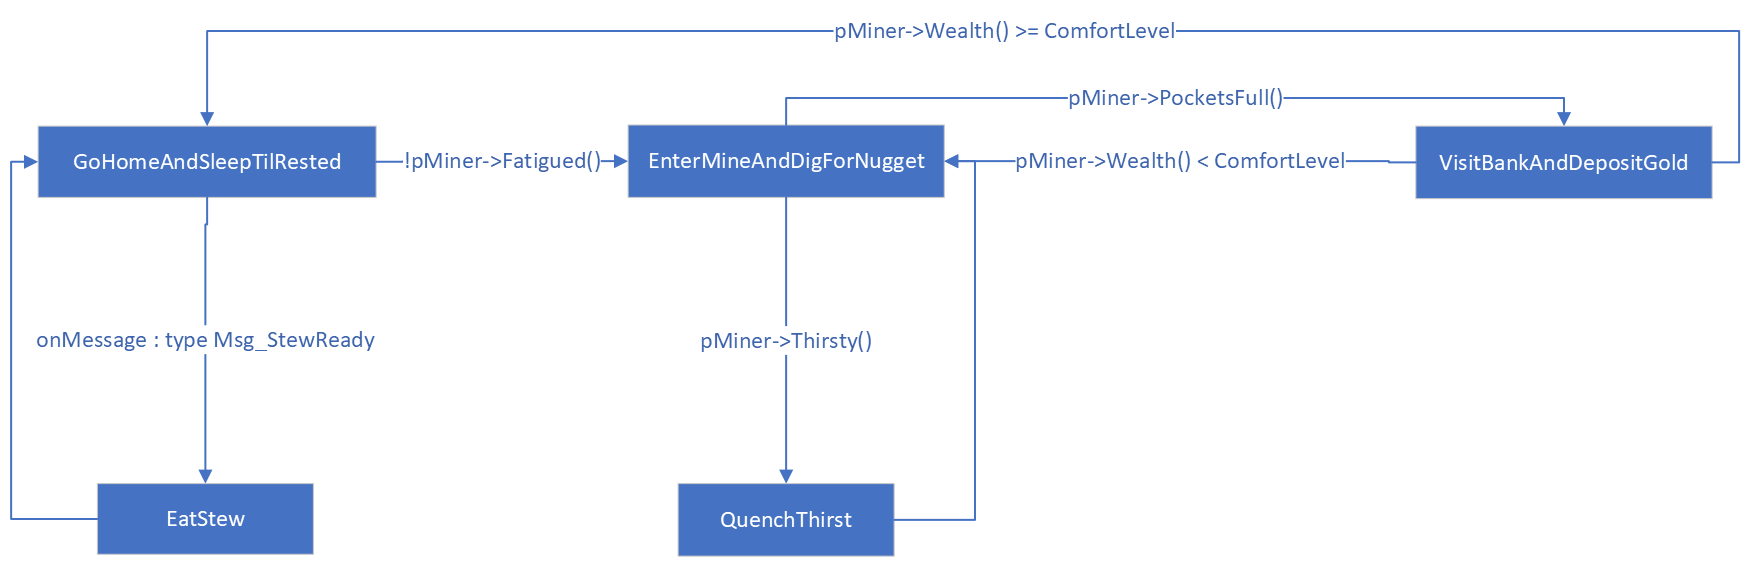 pMiner->Wealth() >= ComfortLevel
pMiner->PocketsFull()
GoHomeAndSleepTilRested
!pMiner->Fatigued()
EnterMineAndDigForNugget
pMiner->Wealth() < ComfortLevel
VisitBankAndDepositGold
onMessage : type Msg_StewReady
pMiner->Thirsty()
EatStew
QuenchThirst